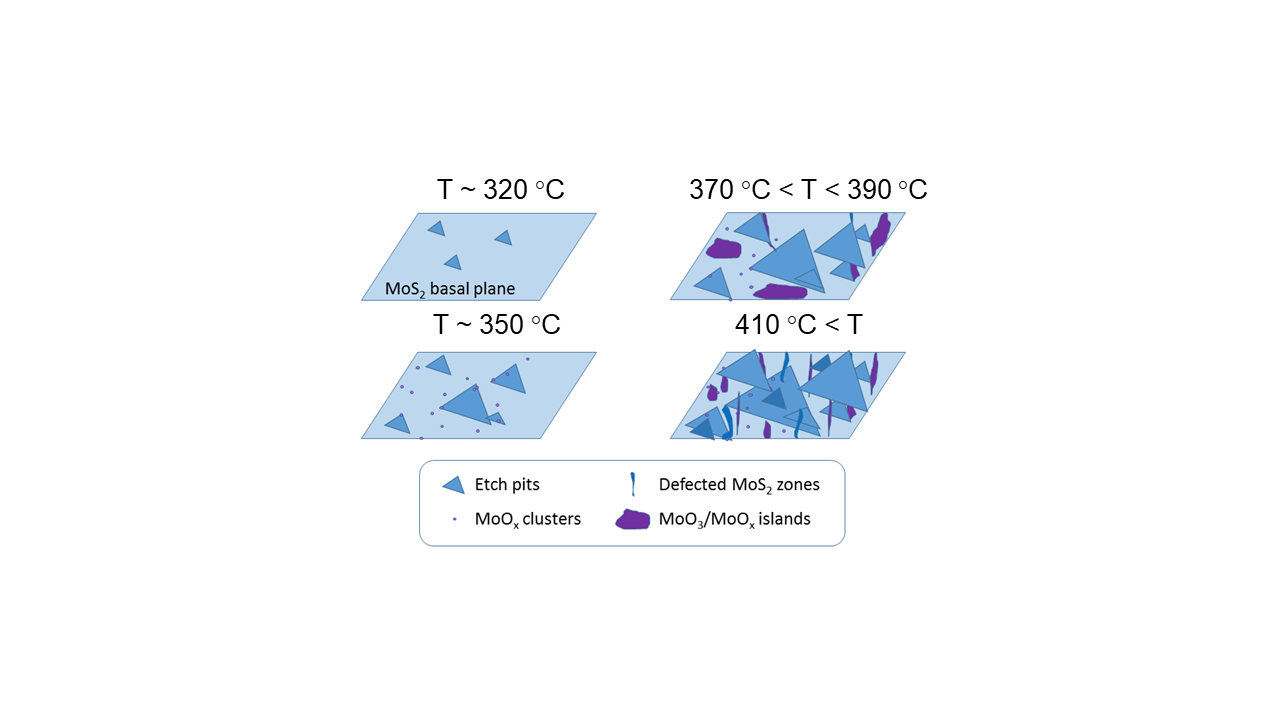 T ~ 320 °C
370 °C < T < 390 °C
MoS₂ basal plane
T ~ 350 °C
410 °C < T
Etch pits
Defected MoS₂ zones
MoOₓ clusters
MoO₃/MoOₓ islands